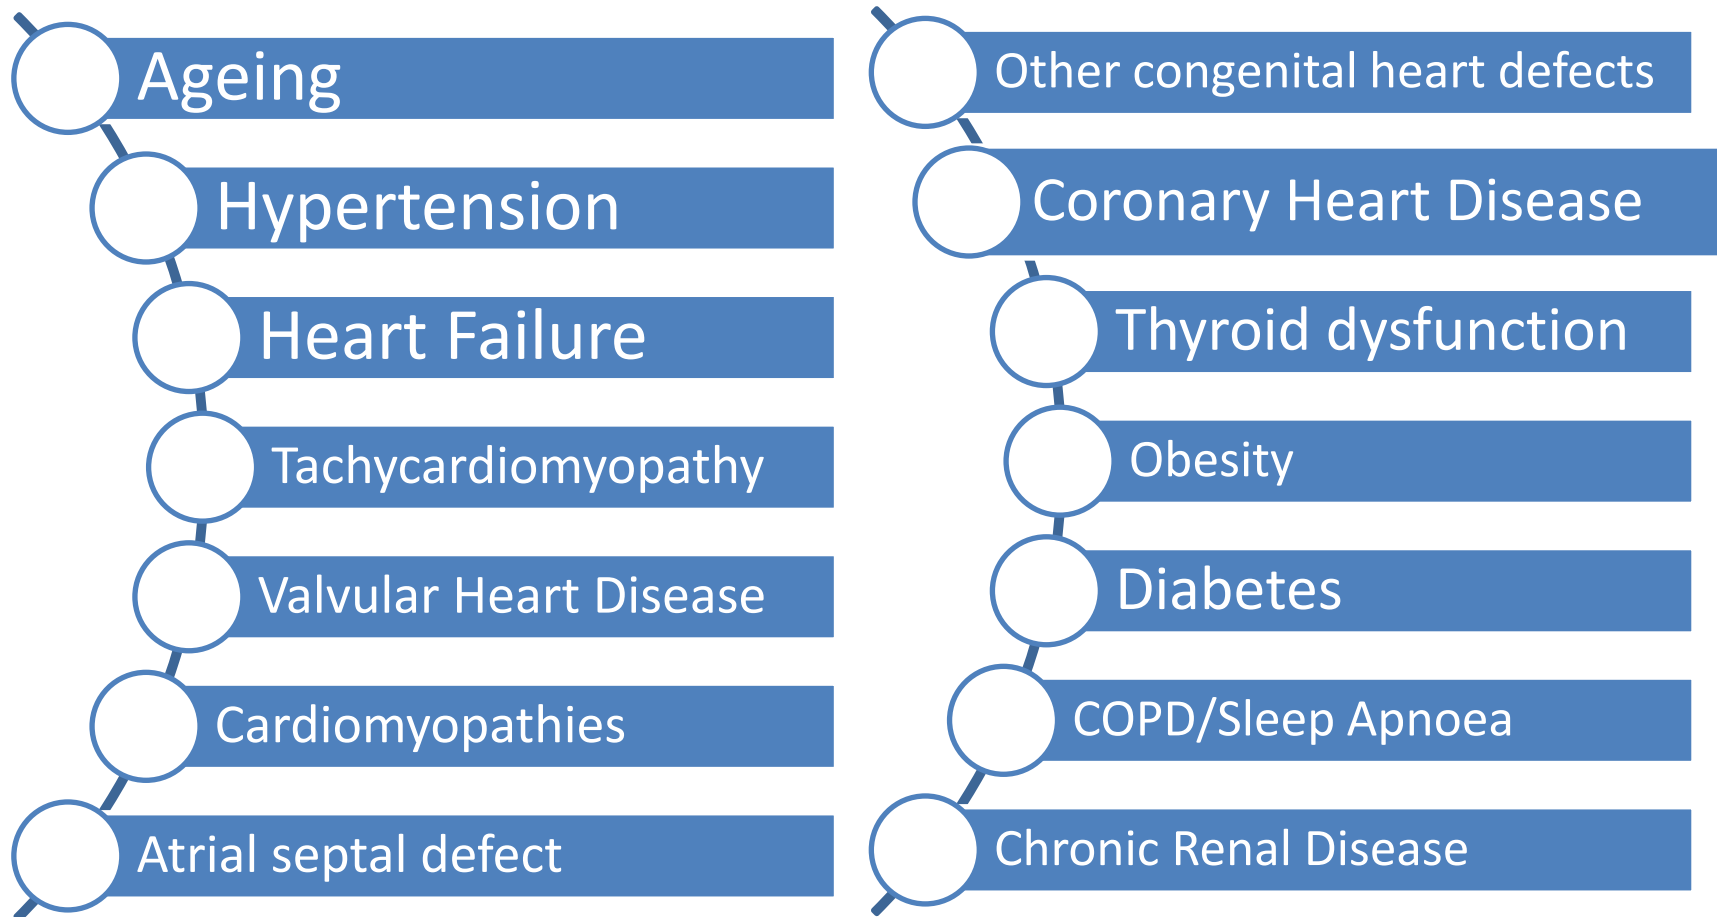 Ageing
Hypertension
Heart Failure
Tachycardiomyopathy
Valvular Heart Disease
Cardiomyopathies
Atrial septal defect
Other congenital heart defects
Coronary Heart Disease
Thyroid dysfunction
Obesity
Diabetes
COPD/Sleep Apnoea
Chronic Renal Disease